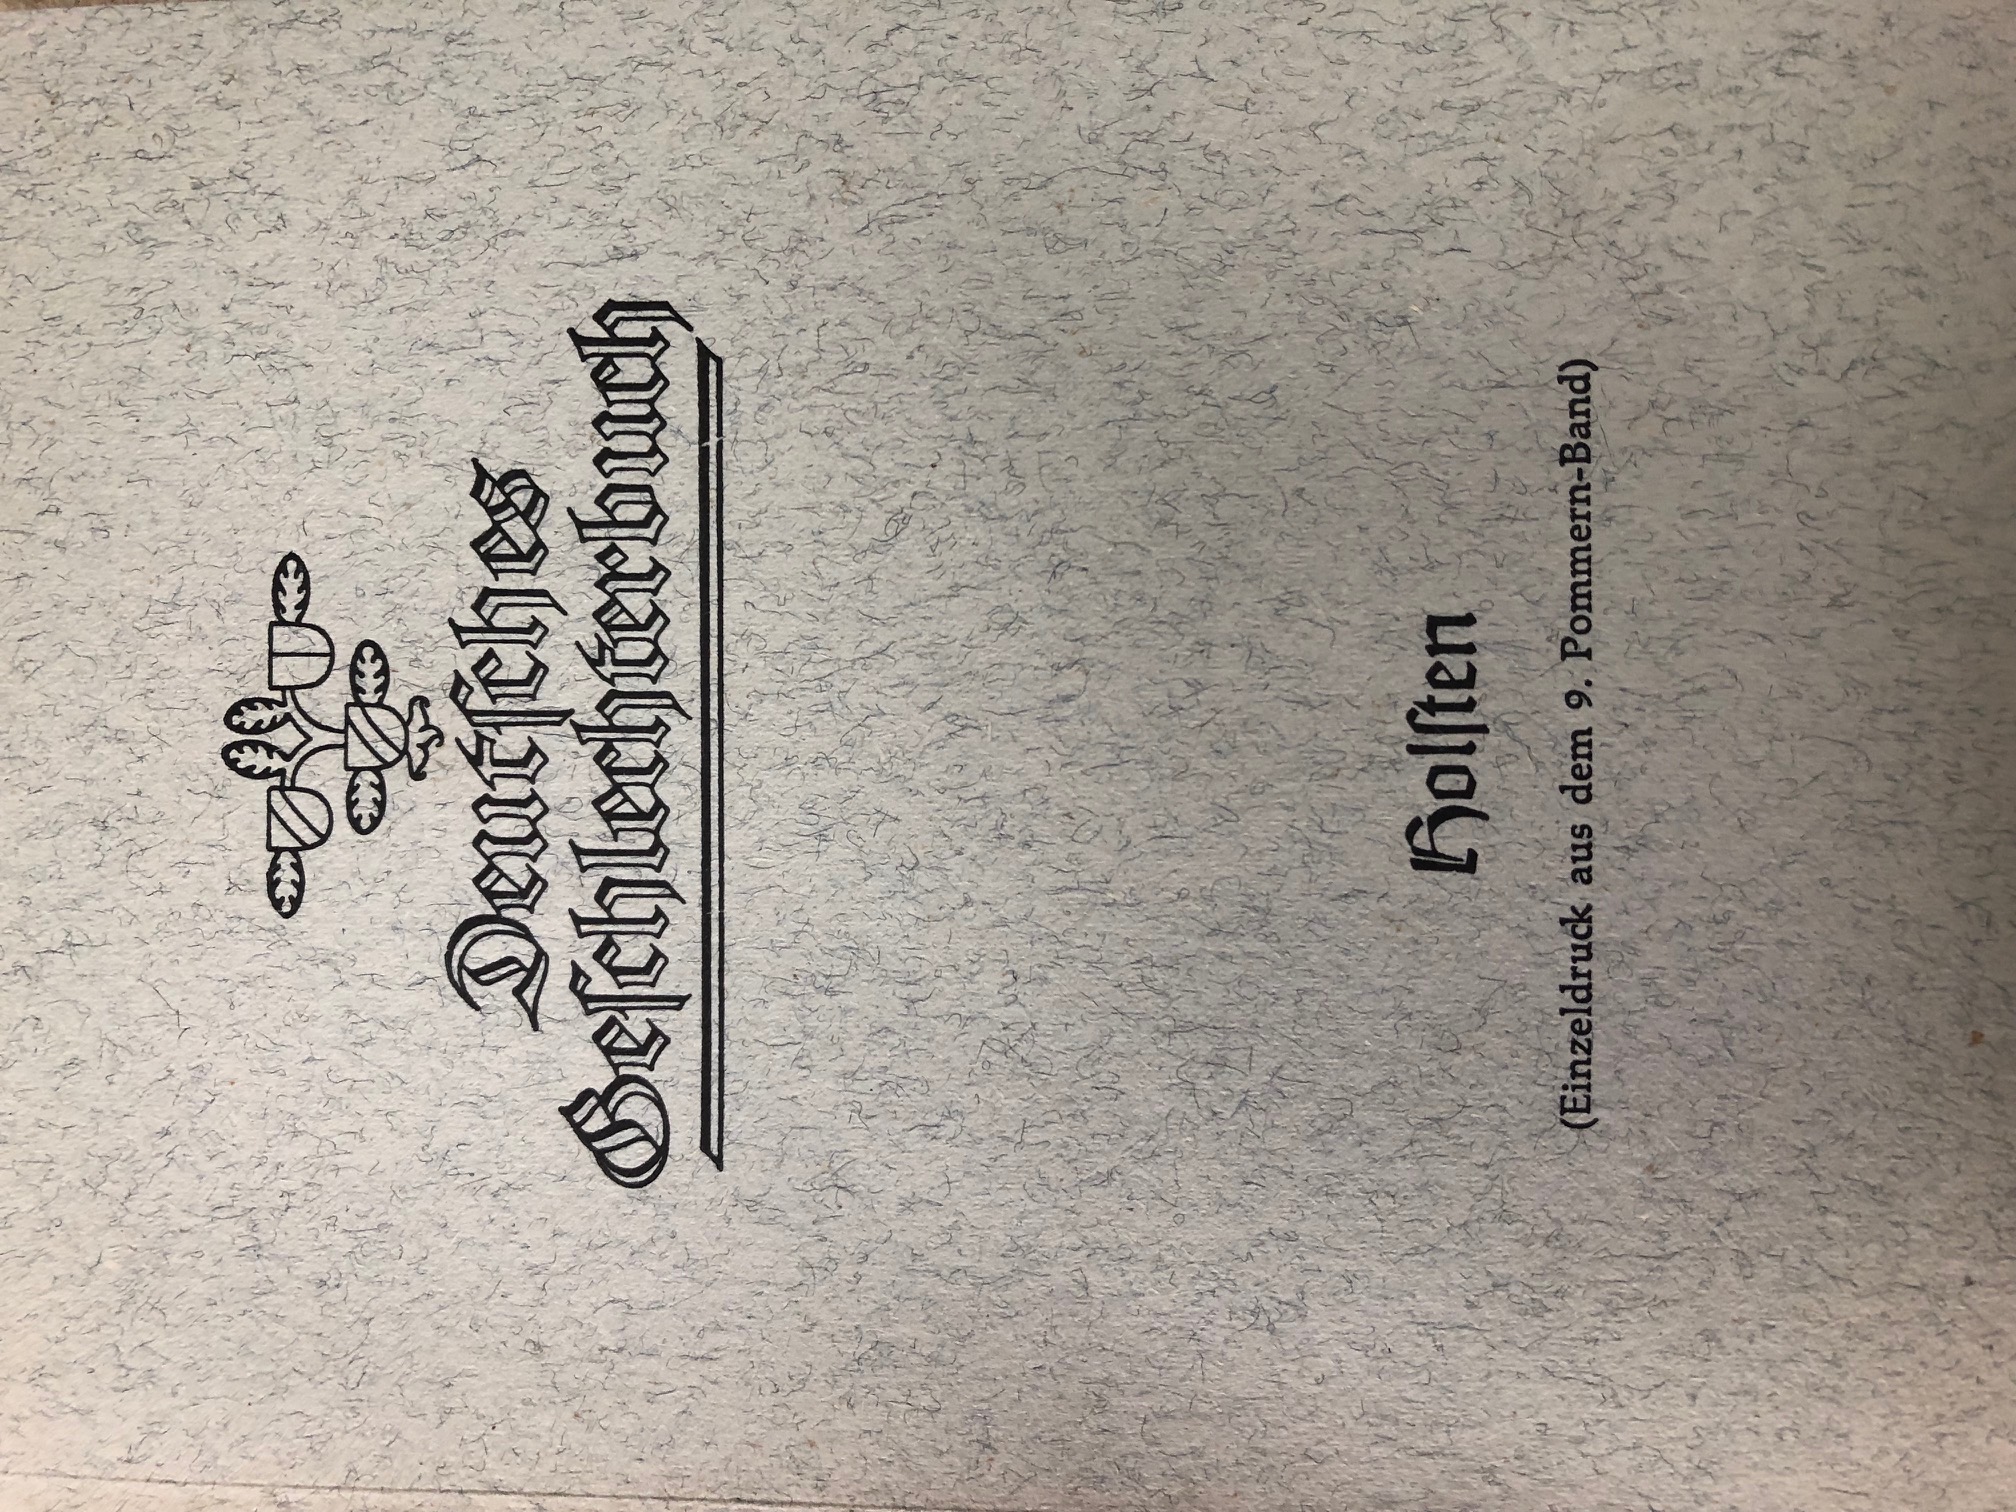 Deutſches
Geſchlechterbuch
Holſten
(Einzeldruck aus dem 9. Pommern-Band)